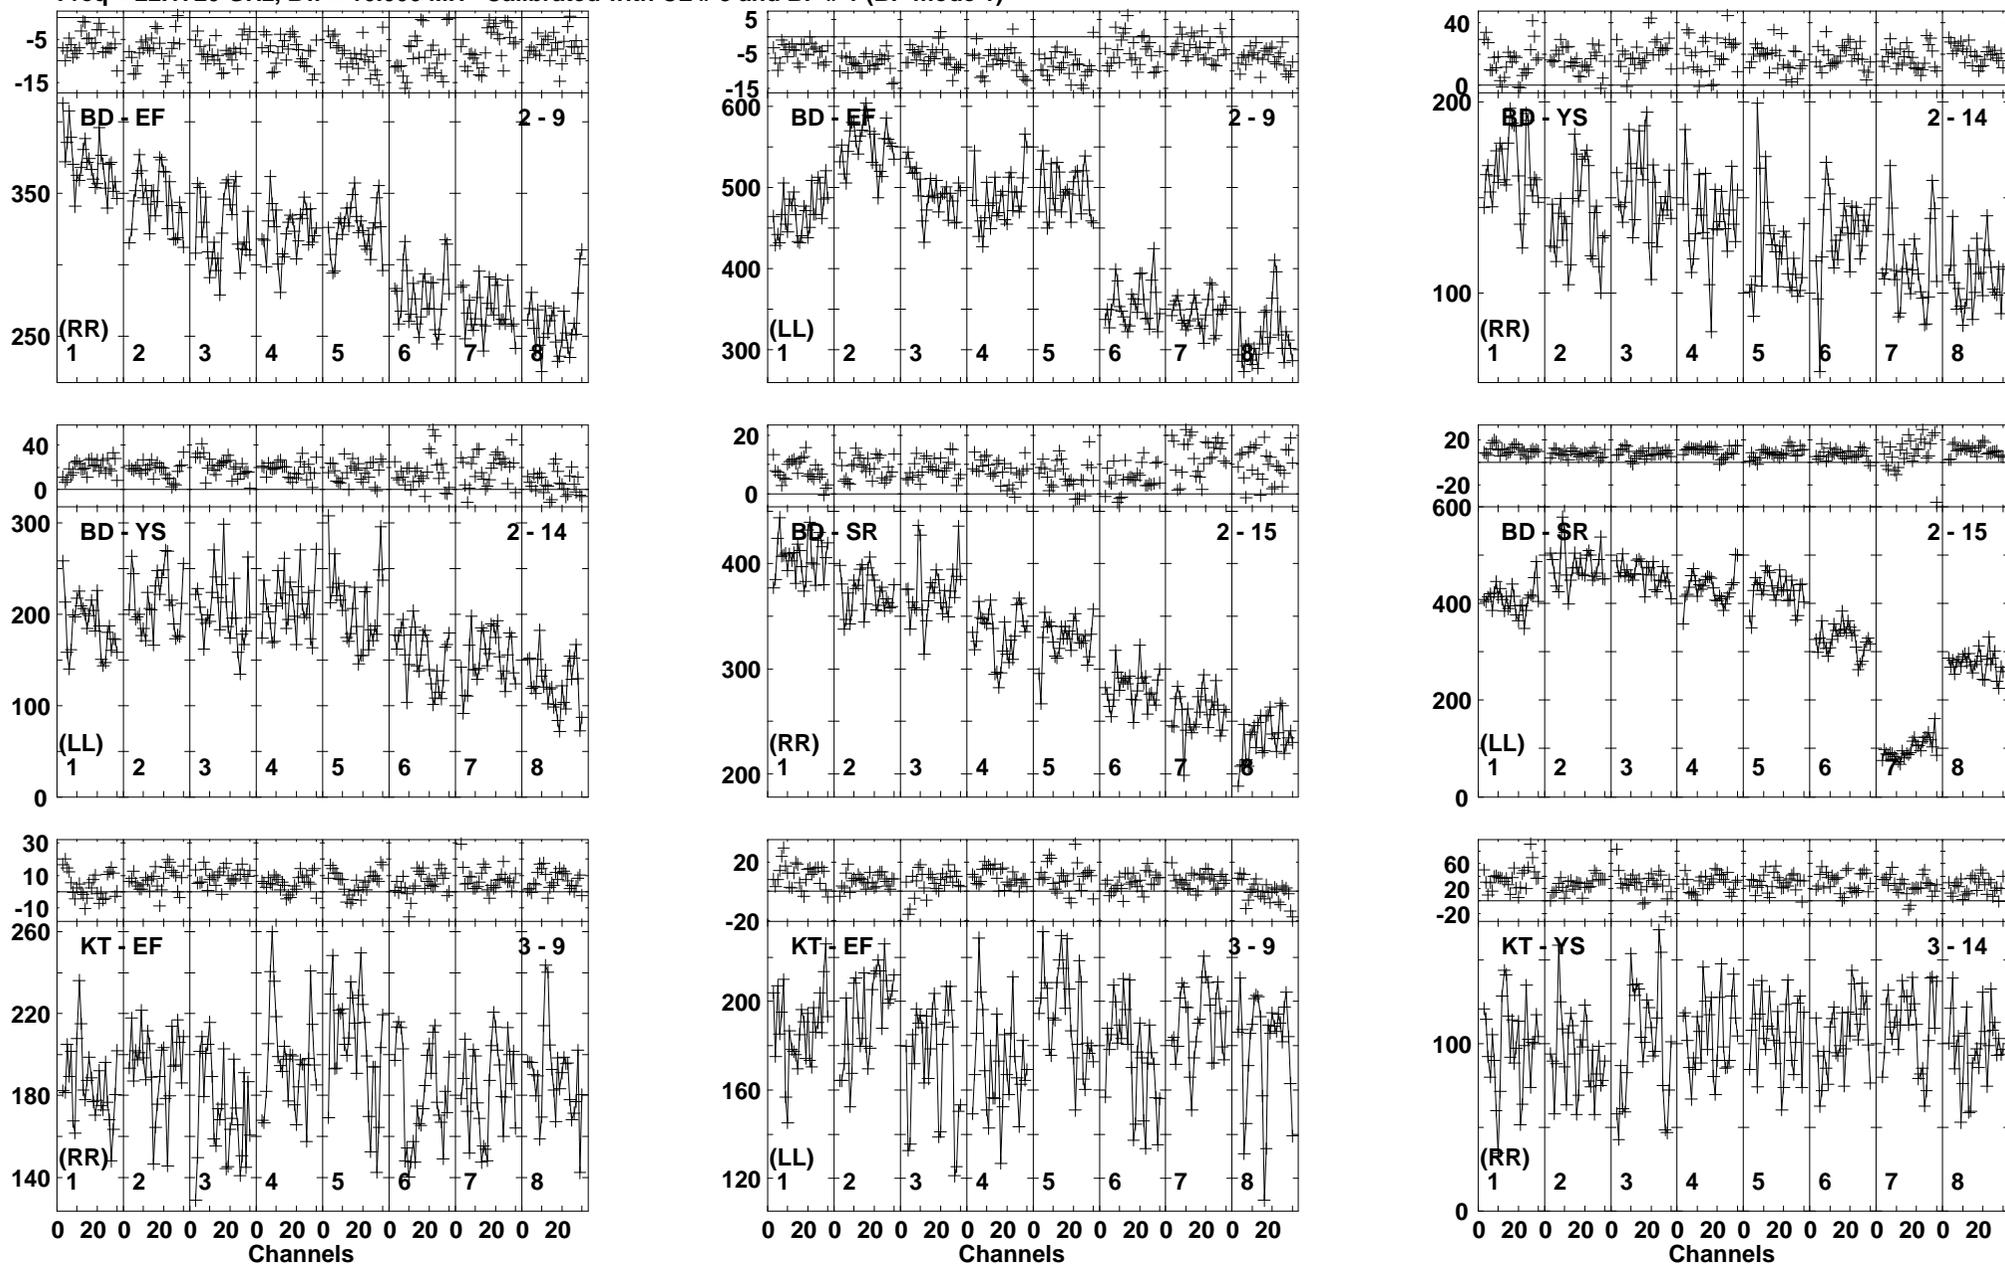 -5
-15
BD - EF 2 - 9
350
250
(RR)
1 2 3 4 5 6 7 8
5
-5
-15
600
BD - EF 2 - 9
500
400
300
(LL)
1 2 3 4 5 6 7 8
40
0
200
BD - YS 2 - 14
100
(RR)
1 2 3 4 5 6 7 8
40
0
300
BD - YS 2 - 14
200
100
0
(LL)
1 2 3 4 5 6 7 8
20
0
BD - SR 2 - 15
400
300
200
(RR)
1 2 3 4 5 6 7 8
20
-20
600
BD - SR 2 - 15
400
200
0
(LL)
1 2 3 4 5 6 7 8
30
10
-10
260
KT - EF 3 - 9
220
180
140
(RR)
1 2 3 4 5 6 7 8
0 20 0 20 0 20 0 20 0 20 0 20 0 20 0 20
Channels
20
-20
KT - EF 3 - 9
200
160
120
(LL)
1 2 3 4 5 6 7 8
0 20 0 20 0 20 0 20 0 20 0 20 0 20 0 20
Channels
60
20
-20
KT - YS 3 - 14
100
0
(RR)
1 2 3 4 5 6 7 8
0 20 0 20 0 20 0 20 0 20 0 20 0 20 0 20
Channels